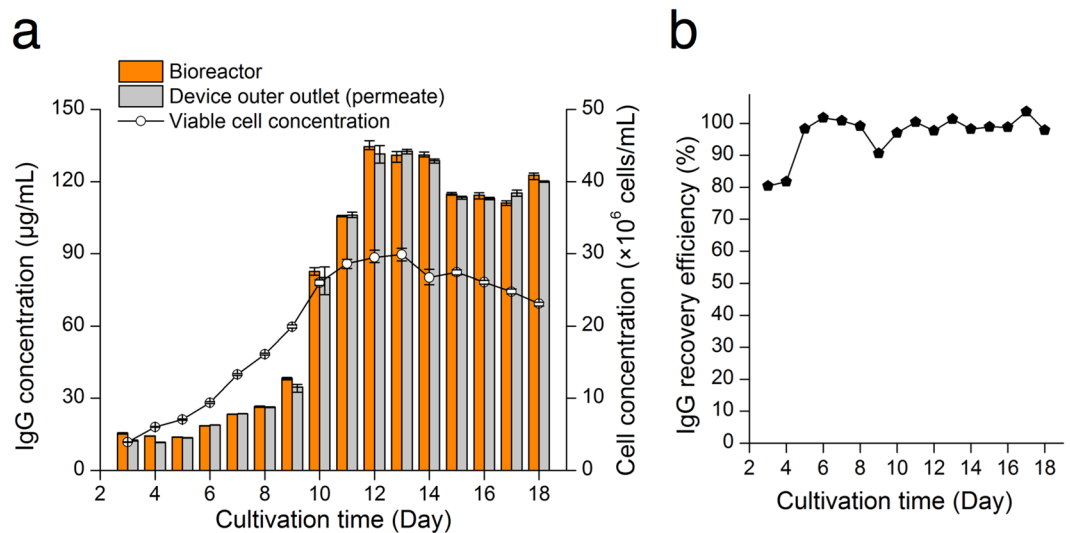 a
Bioreactor
Device outer outlet (permeate)
Viable cell concentration
IgG concentration (µg/mL)
150
120
90
60
30
0
50
40
30
20
10
0
Cell concentration (×10⁶ cells/mL)
2 4 6 8 10 12 14 16 18
Cultivation time (Day)
b
IgG recovery efficiency (%)
100
90
80
70
60
50
40
30
20
10
0
2 4 6 8 10 12 14 16 18
Cultivation time (Day)